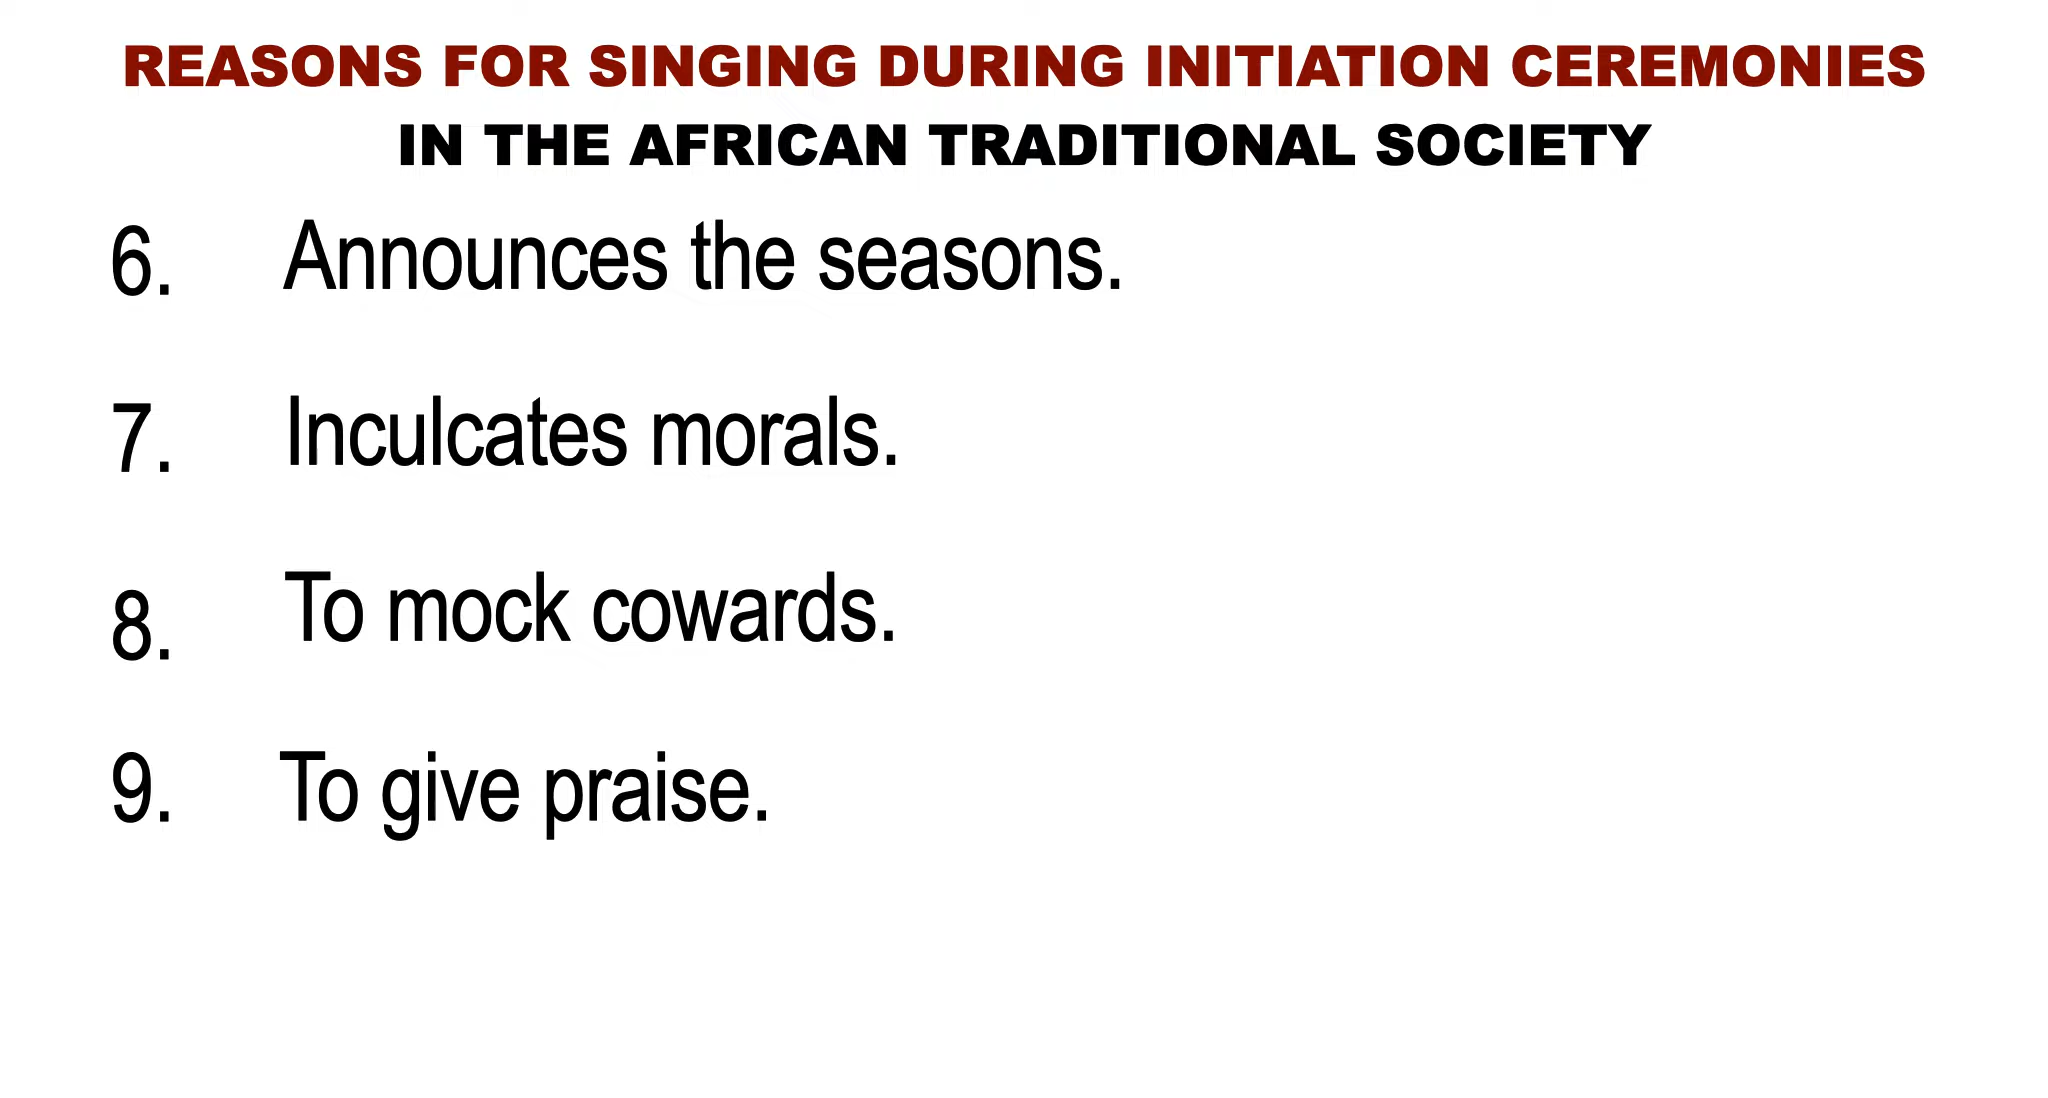 REASONS FOR SINGING DURING INITIATION CEREMONIES
IN THE AFRICAN TRADITIONAL SOCIETY
6. Announces the seasons.
7. Inculcates morals.
8. To mock cowards.
9. To give praise.